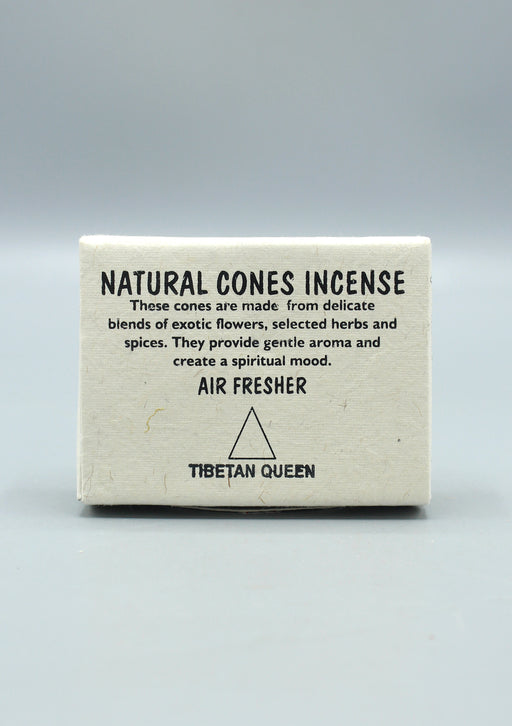 NATURAL CONES INCENSE
These cones are made from delicate
blends of exotic flowers, selected herbs and
spices. They provide gentle aroma and
create a spiritual mood.
AIR FRESHER
TIBETAN QUEEN